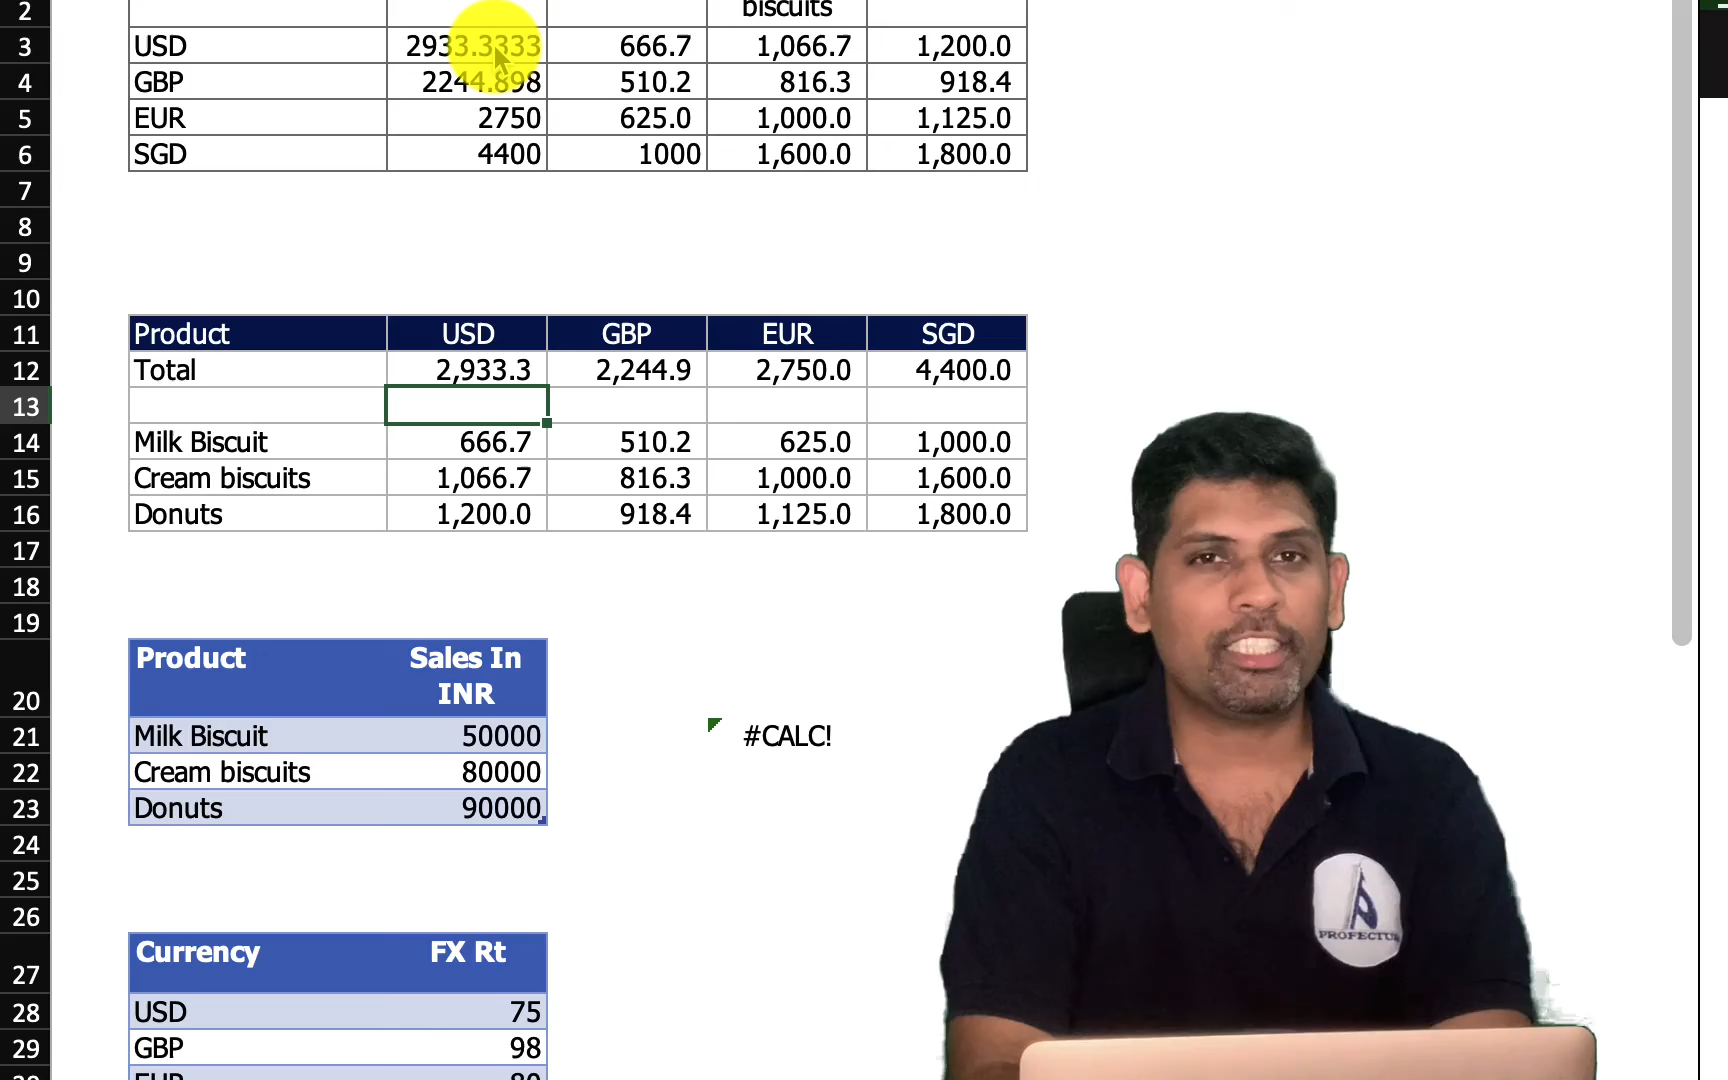 2 biscuits
3 USD 2933.3333 666.7 1,066.7 1,200.0
4 GBP 2244.898 510.2 816.3 918.4
5 EUR 2750 625.0 1,000.0 1,125.0
6 SGD 4400 1000 1,600.0 1,800.0
7
8
9
10
11 Product USD GBP EUR SGD
12 Total 2,933.3 2,244.9 2,750.0 4,400.0
13
14 Milk Biscuit 666.7 510.2 625.0 1,000.0
15 Cream biscuits 1,066.7 816.3 1,000.0 1,600.0
16 Donuts 1,200.0 918.4 1,125.0 1,800.0
17
18
19
Product Sales In
INR
20
21 Milk Biscuit 50000 #CALC!
22 Cream biscuits 80000
23 Donuts 90000
24
25
26
Currency FX Rt
27
28 USD 75
29 GBP 98
EUR 80
PROFECTUS